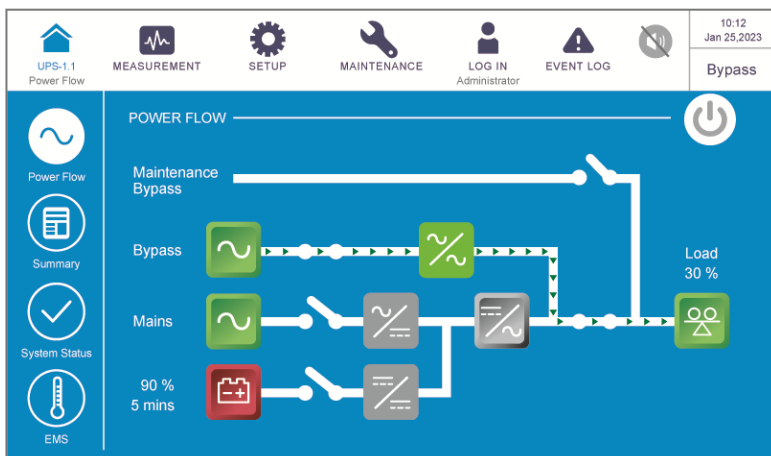 UPS-1.1
Power Flow
MEASUREMENT
SETUP
MAINTENANCE
LOG IN
Administrator
EVENT LOG
10:12
Jan 25,2023
Bypass
Power Flow
Summary
System Status
EMS
POWER FLOW
Maintenance
Bypass
Bypass
Mains
90 %
5 mins
Load
30 %